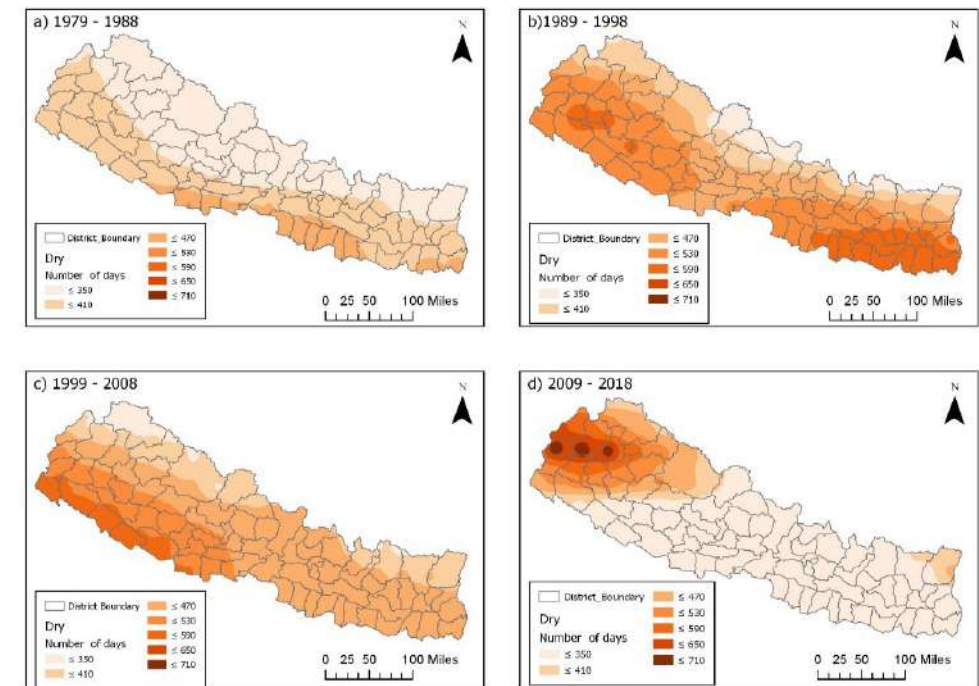 a) 1979 - 1988
N
District_Boundary
Dry
Number of days
≤ 350
≤ 410
≤ 470
≤ 530
≤ 590
≤ 650
≤ 710
0 25 50 100 Miles
b)1989 - 1998
N
District_Boundary
Dry
Number of days
≤ 350
≤ 410
≤ 470
≤ 530
≤ 590
≤ 650
≤ 710
0 25 50 100 Miles
c) 1999 - 2008
N
District Boundary
Dry
Number of days
≤ 350
≤ 410
≤ 470
≤ 530
≤ 590
≤ 650
≤ 710
0 25 50 100 Miles
d) 2009 - 2018
N
District_Boundary
Dry
Number of days
≤ 350
≤ 410
≤ 470
≤ 530
≤ 590
≤ 650
≤ 710
0 25 50 100 Miles